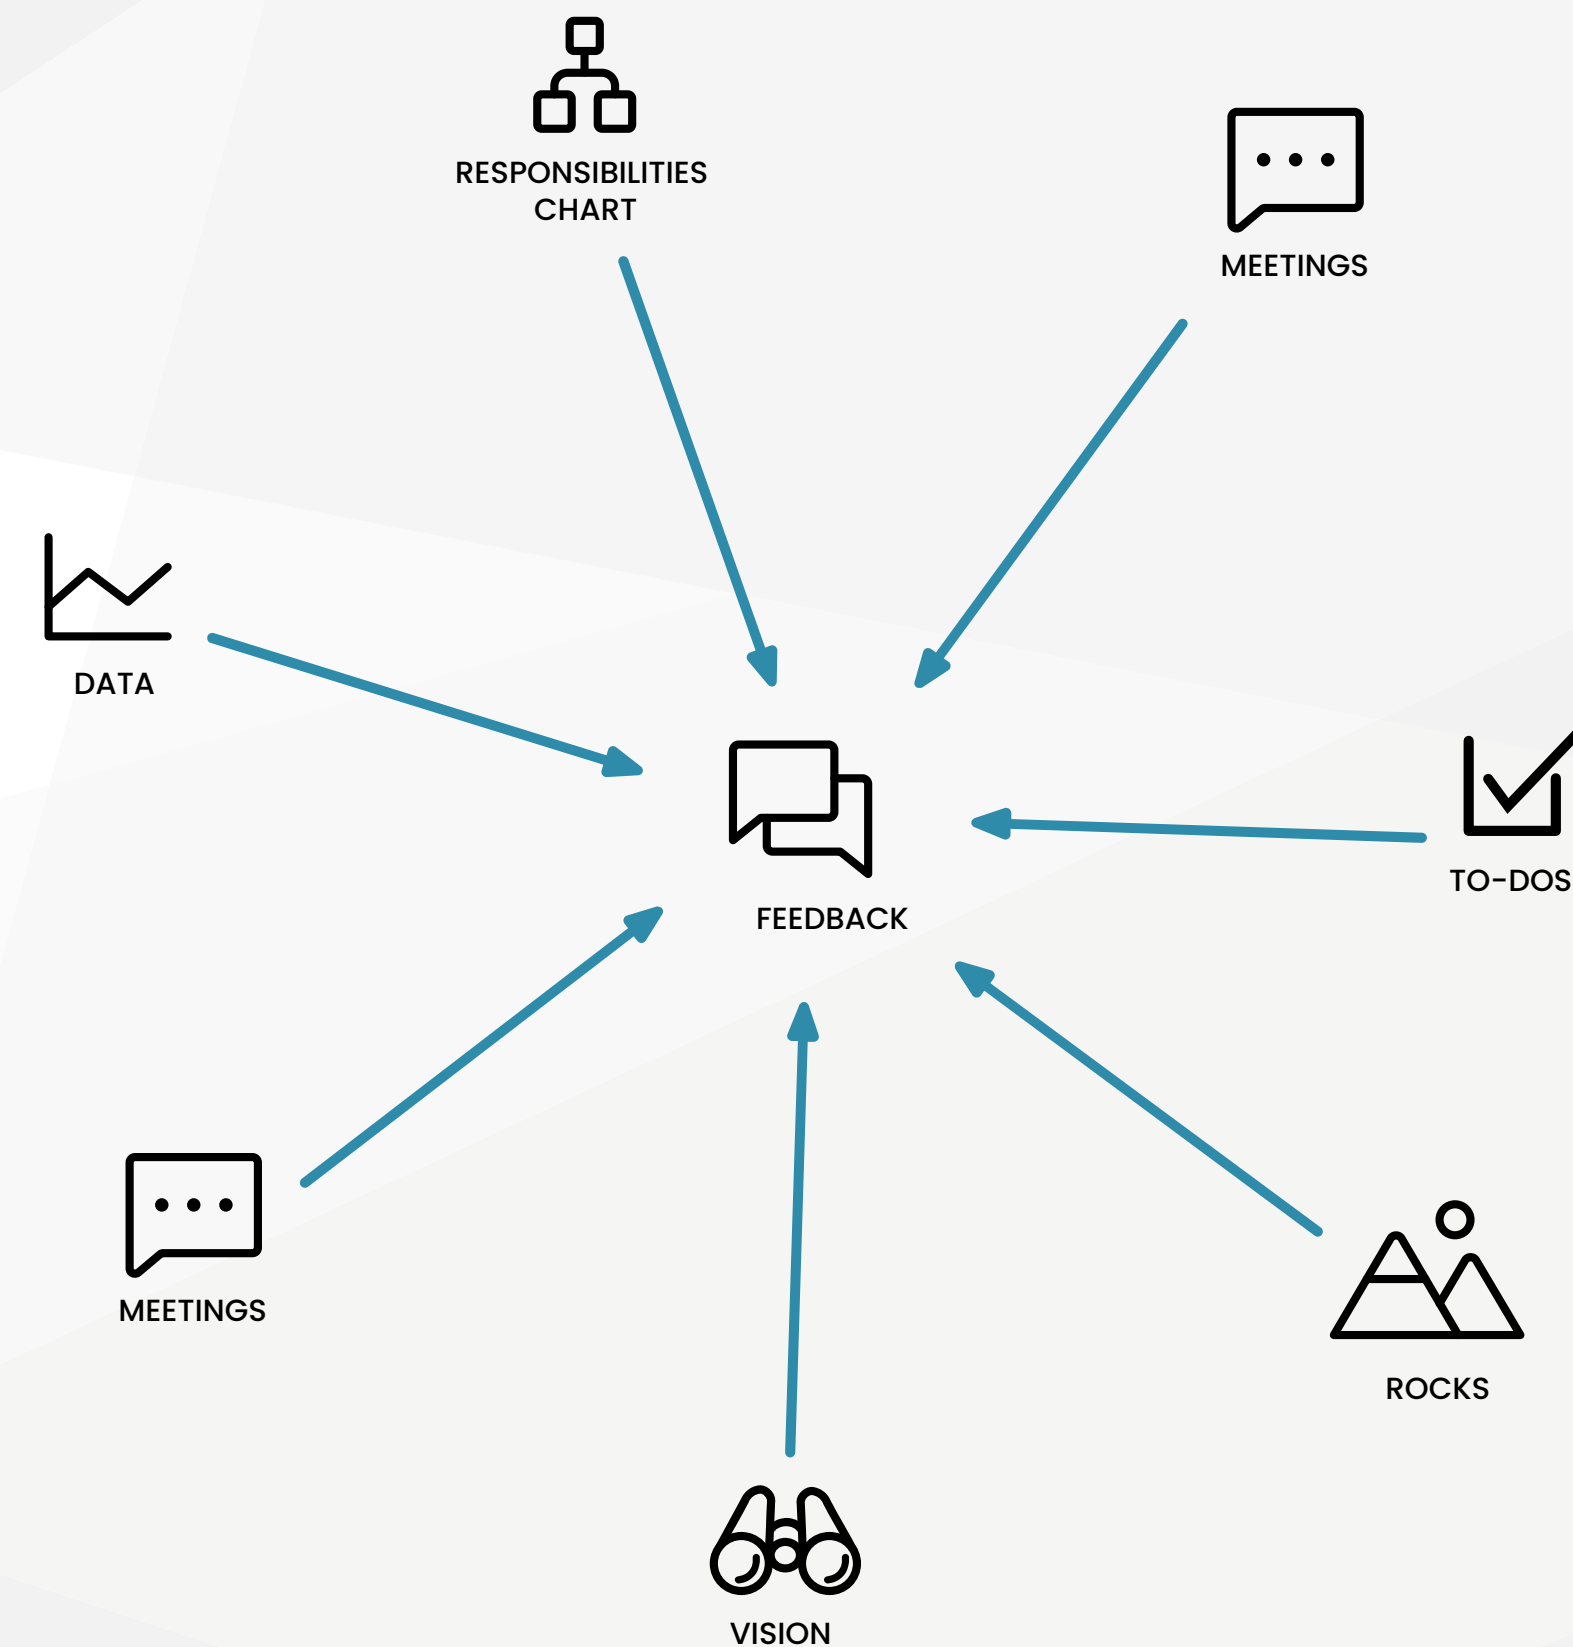 RESPONSIBILITIES
CHART
MEETINGS
DATA
TO-DOS
FEEDBACK
MEETINGS
ROCKS
VISION